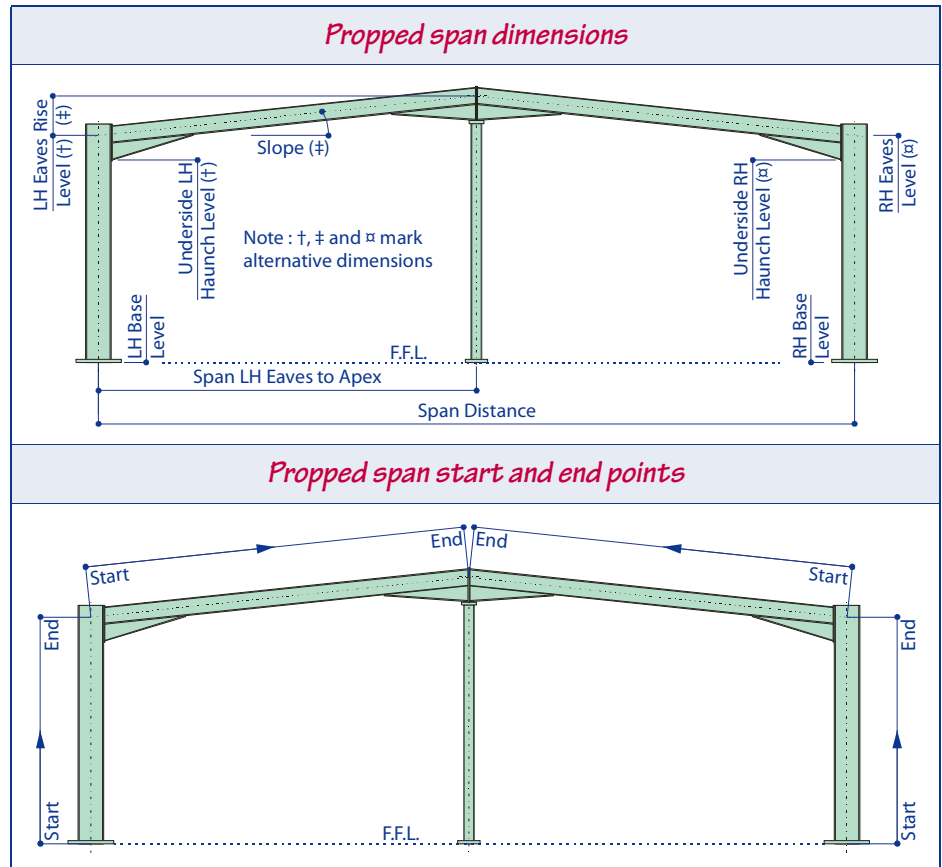 Propped span dimensions
LH Eaves Rise
Level (†) (‡)
Slope (‡)
Underside LH
Haunch Level (†)
Note : †, ‡ and ¤ mark
alternative dimensions
Underside RH
Haunch Level (¤)
RH Eaves
Level (¤)
LH Base
Level
RH Base
Level
F.F.L.
Span LH Eaves to Apex
Span Distance
Propped span start and end points
Start
End
End
Start
End
Start
End
Start
F.F.L.